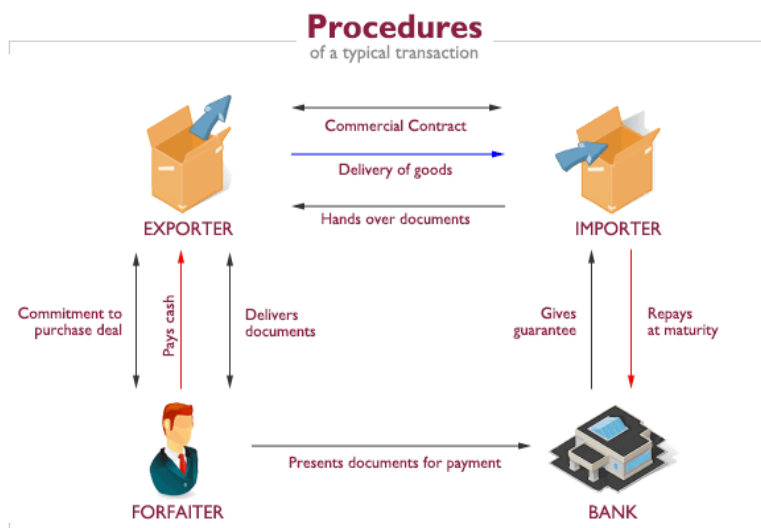 Procedures
of a typical transaction
Commercial Contract
Delivery of goods
Hands over documents
EXPORTER
IMPORTER
Commitment to
purchase deal
Pays cash
Delivers
documents
Gives
guarantee
Repays
at maturity
Presents documents for payment
FORFAITER
BANK